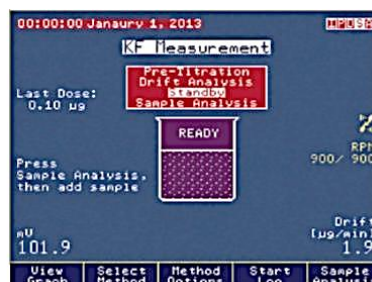 00:00:00 Janaury 1, 2013
KF Measurement
Pre-Titration
Drift Analysis
Standby
Sample Analysis
Last Dose:
0.10 µg
READY
RPM
900/ 900
Press
Sample Analysis,
then add sample
mV
101.9
Drift
[µg/min]
1.9
View Graph
Select Method
Method Options
Start Log
Sample Analysis